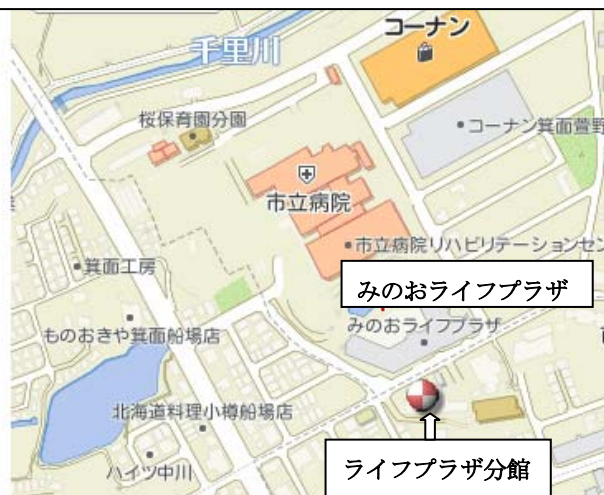 コーナン
千里川
桜保育園分園
コーナン箕面萱野
市立病院
市立病院リハビリテーションセン
箕面工房
みのおライフプラザ
ものおきや箕面船場店
みのおライフプラザ
北海道料理小樽船場店
ハイツ中川
ライフプラザ分館